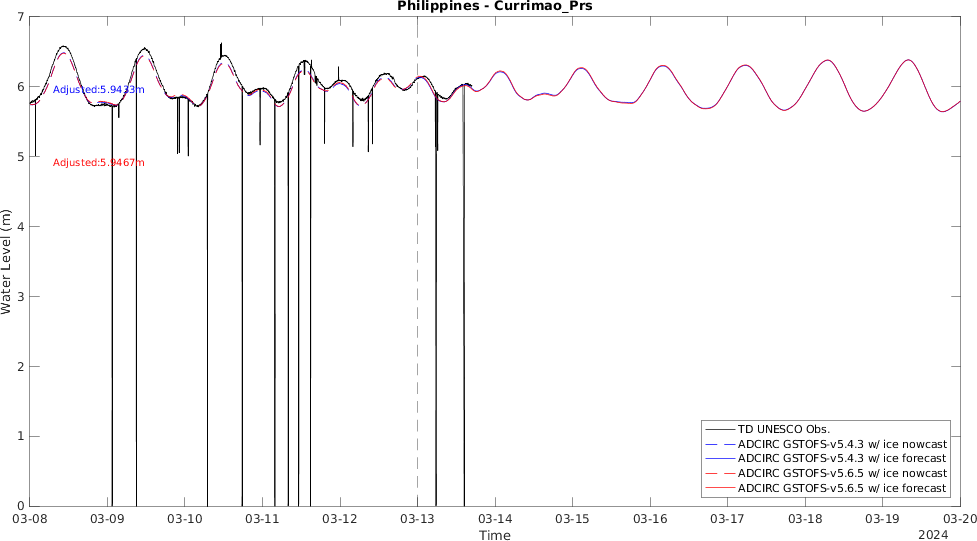 Philippines - Currimao_Prs
7
6
5
4
3
2
1
0
Water Level (m)
Adjusted:5.9433m
Adjusted:5.9467m
TD UNESCO Obs.
ADCIRC GSTOFS-v5.4.3 w/ ice nowcast
ADCIRC GSTOFS-v5.4.3 w/ ice forecast
ADCIRC GSTOFS-v5.6.5 w/ ice nowcast
ADCIRC GSTOFS-v5.6.5 w/ ice forecast
03-08 03-09 03-10 03-11 03-12 03-13 03-14 03-15 03-16 03-17 03-18 03-19 03-20
Time
2024